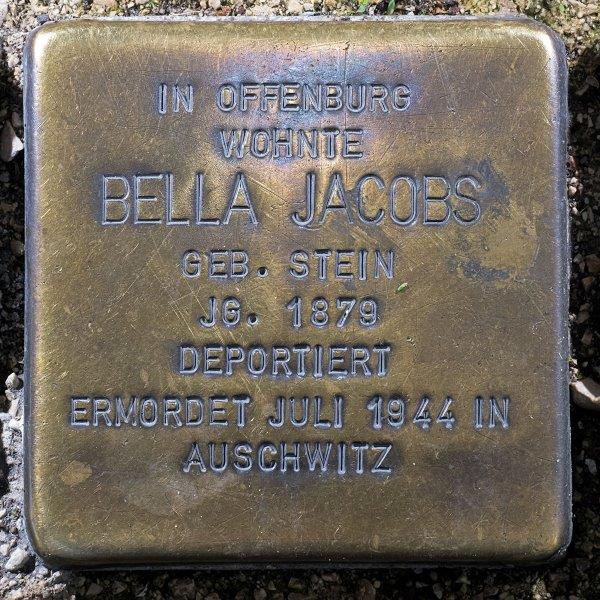 IN OFFENBURG
WOHNTE
BELLA JACOBS
GEB. STEIN
JG. 1879
DEPORTIERT
ERMORDET JULI 1944 IN
AUSCHWITZ